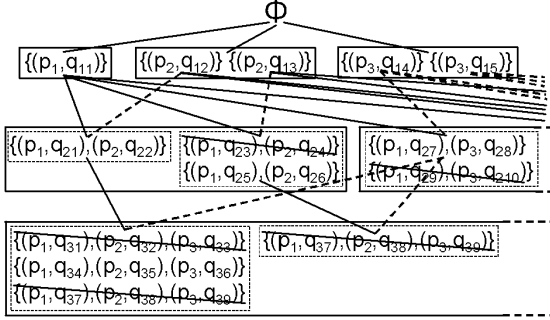 Φ
{(p1,q11)} {(p2,q12)} {(p2,q13)} {(p3,q14)} {(p3,q15)}
{(p1,q21),(p2,q22)} {(p1,q23),(p2,q24)} {(p1,q27),(p3,q28)}
{(p1,q25),(p2,q26)} {(p1,q29),(p3,q210)}
{(p1,q31),(p2,q32),(p3,q33)} {(p1,q37),(p2,q38),(p3,q39)}
{(p1,q34),(p2,q35),(p3,q36)}
{(p1,q37),(p2,q38),(p3,q39)}